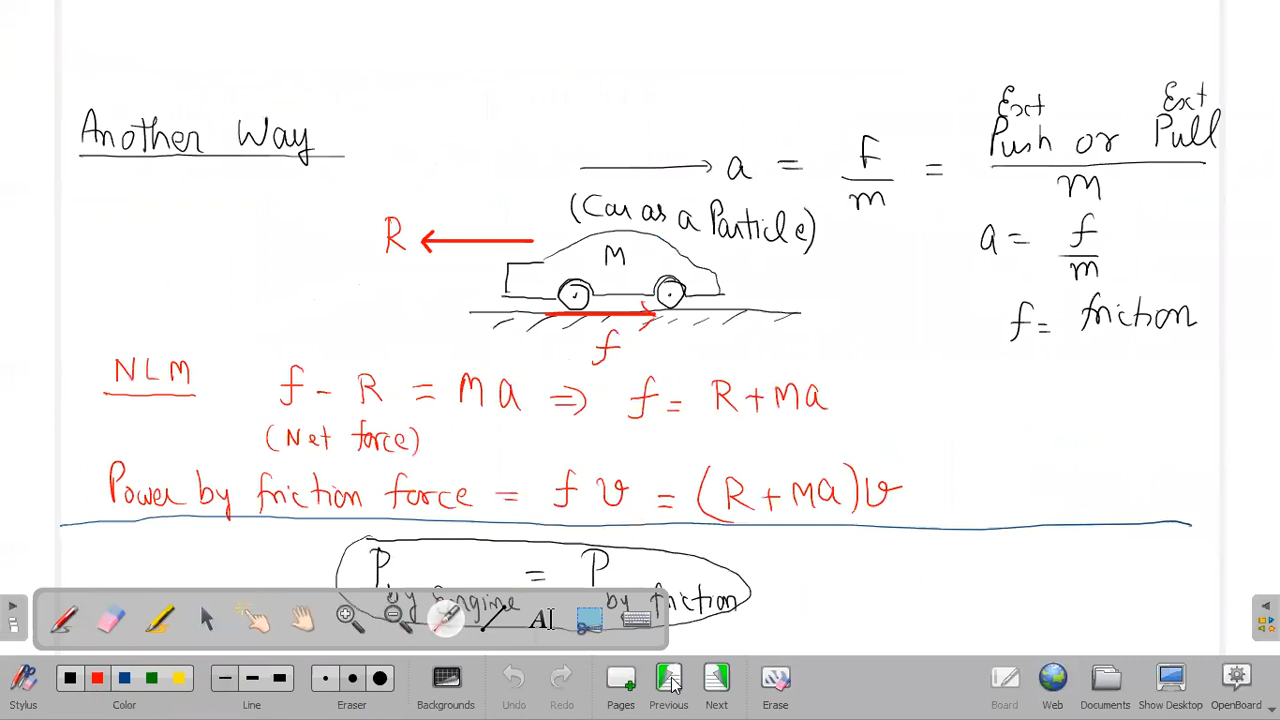 Another Way
Ext Ext
a = F/m = Push or Pull/m
(Car as a Particle)
R
M
a = f/m
f = friction
f
NLM f - R = Ma ⇒ f = R + Ma
(Net force)
Power by friction force = f v = (R + Ma) v
P by Engine = P by friction
Stylus Color Line Eraser Backgrounds Undo Redo Pages Previous Next Erase Board Web Documents Show Desktop OpenBoard